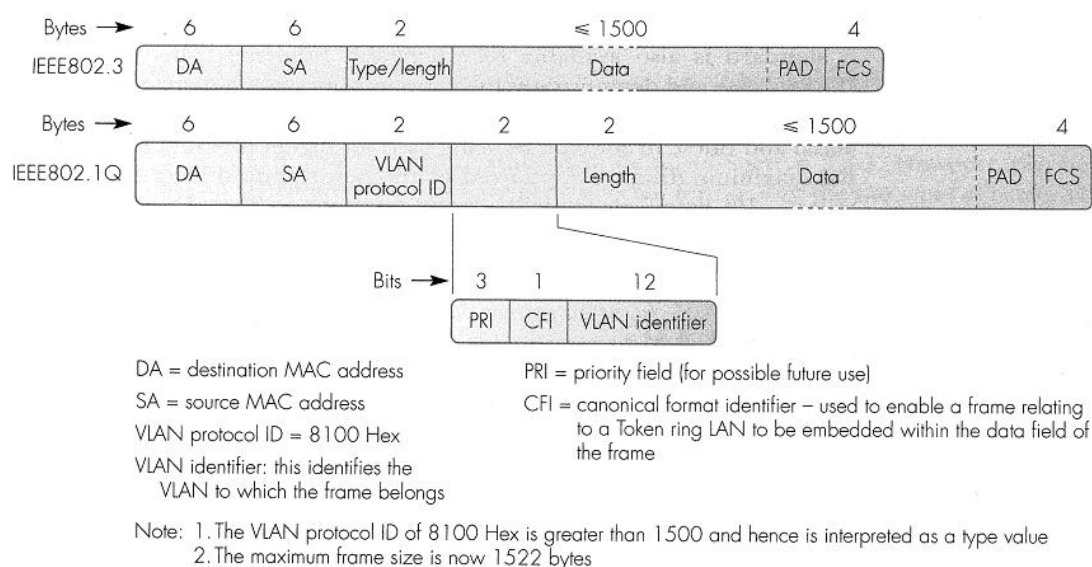 Bytes → 6 6 2 ≤ 1500 4
IEEE802.3 DA SA Type/length Data PAD FCS
Bytes → 6 6 2 2 2 ≤ 1500 4
IEEE802.1Q DA SA VLAN protocol ID Length Data PAD FCS
Bits → 3 1 12
PRI CFI VLAN identifier
DA = destination MAC address
SA = source MAC address
VLAN protocol ID = 8100 Hex
VLAN identifier: this identifies the
VLAN to which the frame belongs
PRI = priority field (for possible future use)
CFI = canonical format identifier – used to enable a frame relating
to a Token ring LAN to be embedded within the data field of
the frame
Note: 1. The VLAN protocol ID of 8100 Hex is greater than 1500 and hence is interpreted as a type value
2. The maximum frame size is now 1522 bytes